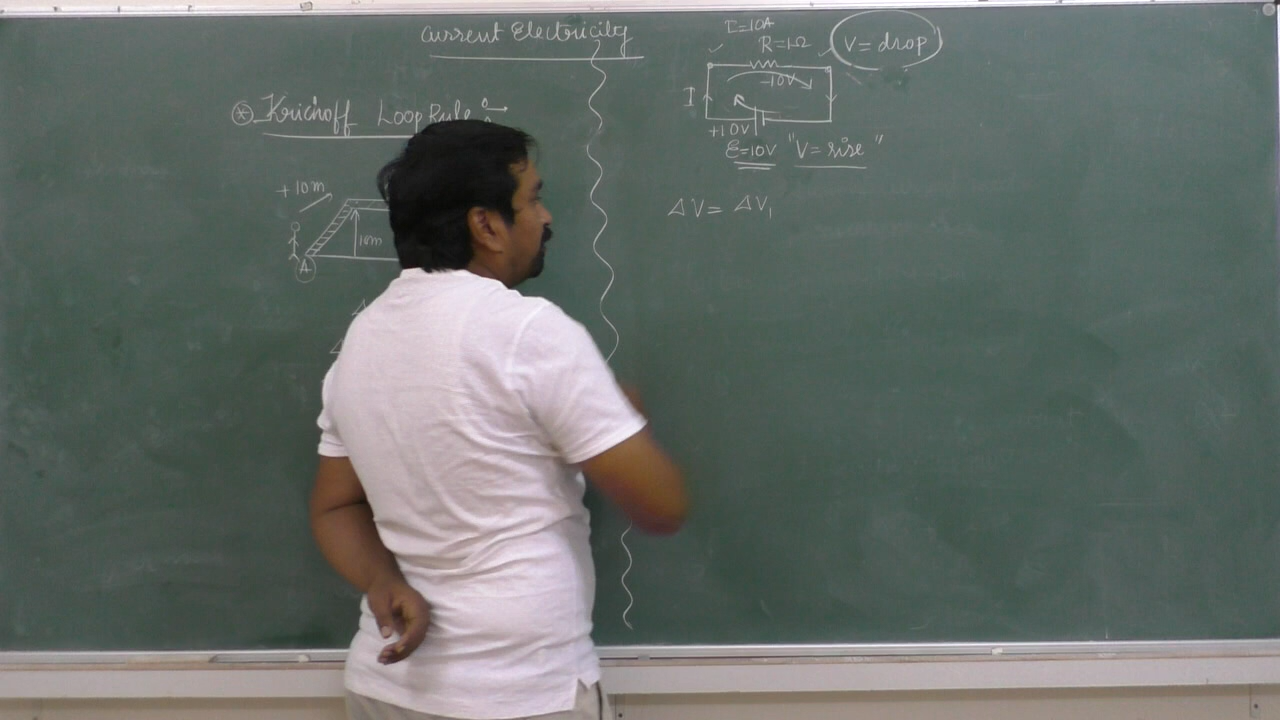 Current Electricity
* Krichoff Loop Rule
+10m
10m
A
I=10A
R=1Ω
V= drop
-10V
I
+10V
ℰ=10V "V= rise"
ΔV= ΔV₁